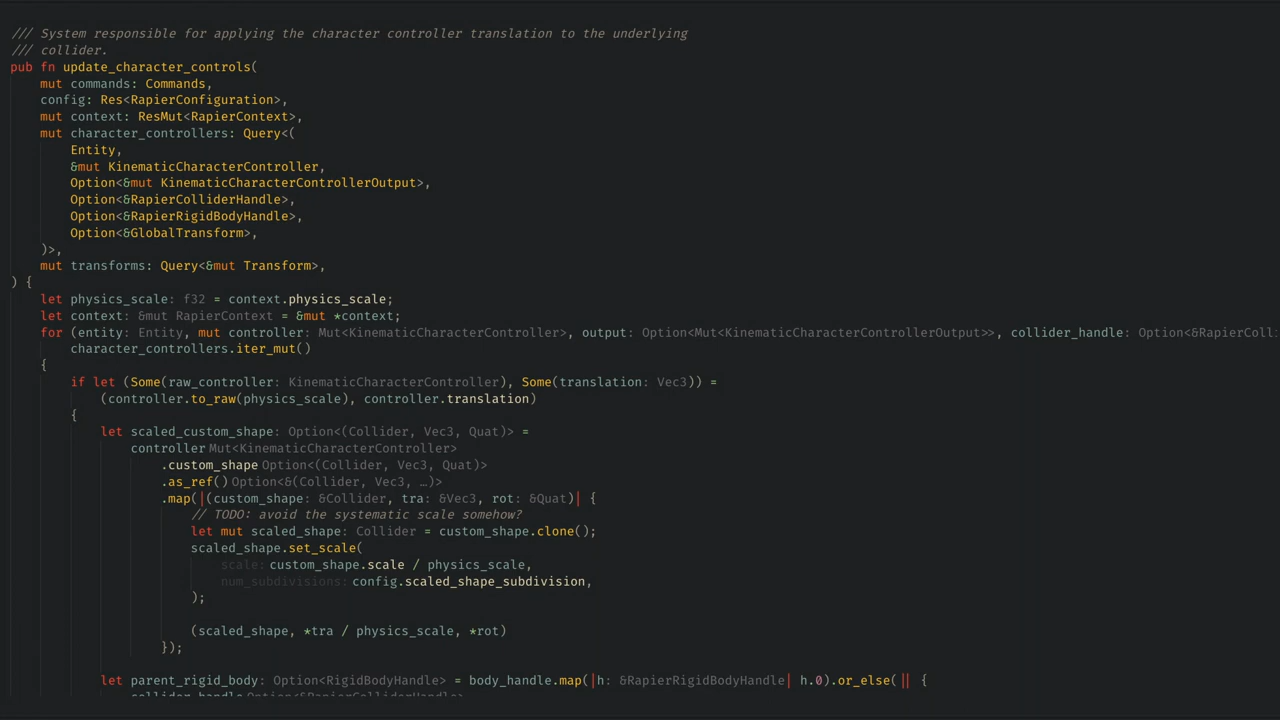 /// System responsible for applying the character controller translation to the underlying
/// collider.
pub fn update_character_controls(
    mut commands: Commands,
    config: Res<RapierConfiguration>,
    mut context: ResMut<RapierContext>,
    mut character_controllers: Query<(
        Entity,
        &mut KinematicCharacterController,
        Option<&mut KinematicCharacterControllerOutput>,
        Option<&RapierColliderHandle>,
        Option<&RapierRigidBodyHandle>,
        Option<&GlobalTransform>,
    )>,
    mut transforms: Query<&mut Transform>,
) {
    let physics_scale: f32 = context.physics_scale;
    let context: &mut RapierContext = &mut *context;
    for (entity: Entity, mut controller: Mut<KinematicCharacterController>, output: Option<Mut<KinematicCharacterControllerOutput>>, collider_handle: Option<&RapierColli
        character_controllers.iter_mut()
    {
        if let (Some(raw_controller: KinematicCharacterController), Some(translation: Vec3)) =
            (controller.to_raw(physics_scale), controller.translation)
        {
            let scaled_custom_shape: Option<(Collider, Vec3, Quat)> =
                controller Mut<KinematicCharacterController>
                    .custom_shape Option<(Collider, Vec3, Quat)>
                    .as_ref() Option<&(Collider, Vec3, …)>
                    .map(|(custom_shape: &Collider, tra: &Vec3, rot: &Quat)| {
                        // TODO: avoid the systematic scale somehow?
                        let mut scaled_shape: Collider = custom_shape.clone();
                        scaled_shape.set_scale(
                            scale: custom_shape.scale / physics_scale,
                            num_subdivisions: config.scaled_shape_subdivision,
                        );

                        (scaled_shape, *tra / physics_scale, *rot)
                    });

            let parent_rigid_body: Option<RigidBodyHandle> = body_handle.map(|h: &RapierRigidBodyHandle| h.0).or_else(|| {
                collider_handle Option<&RapierColliderHandle>